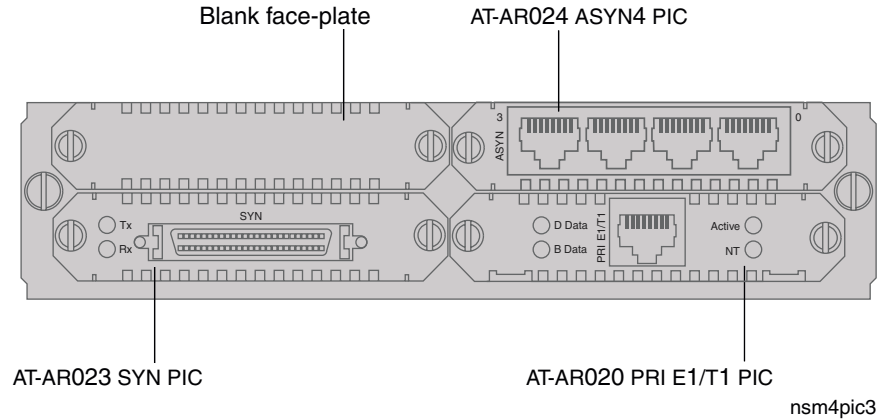 Blank face-plate
AT-AR024 ASYN4 PIC
3
0
ASYN
Tx
Rx
SYN
D Data
B Data
PRI E1/T1
Active
NT
AT-AR023 SYN PIC
AT-AR020 PRI E1/T1 PIC
nsm4pic3